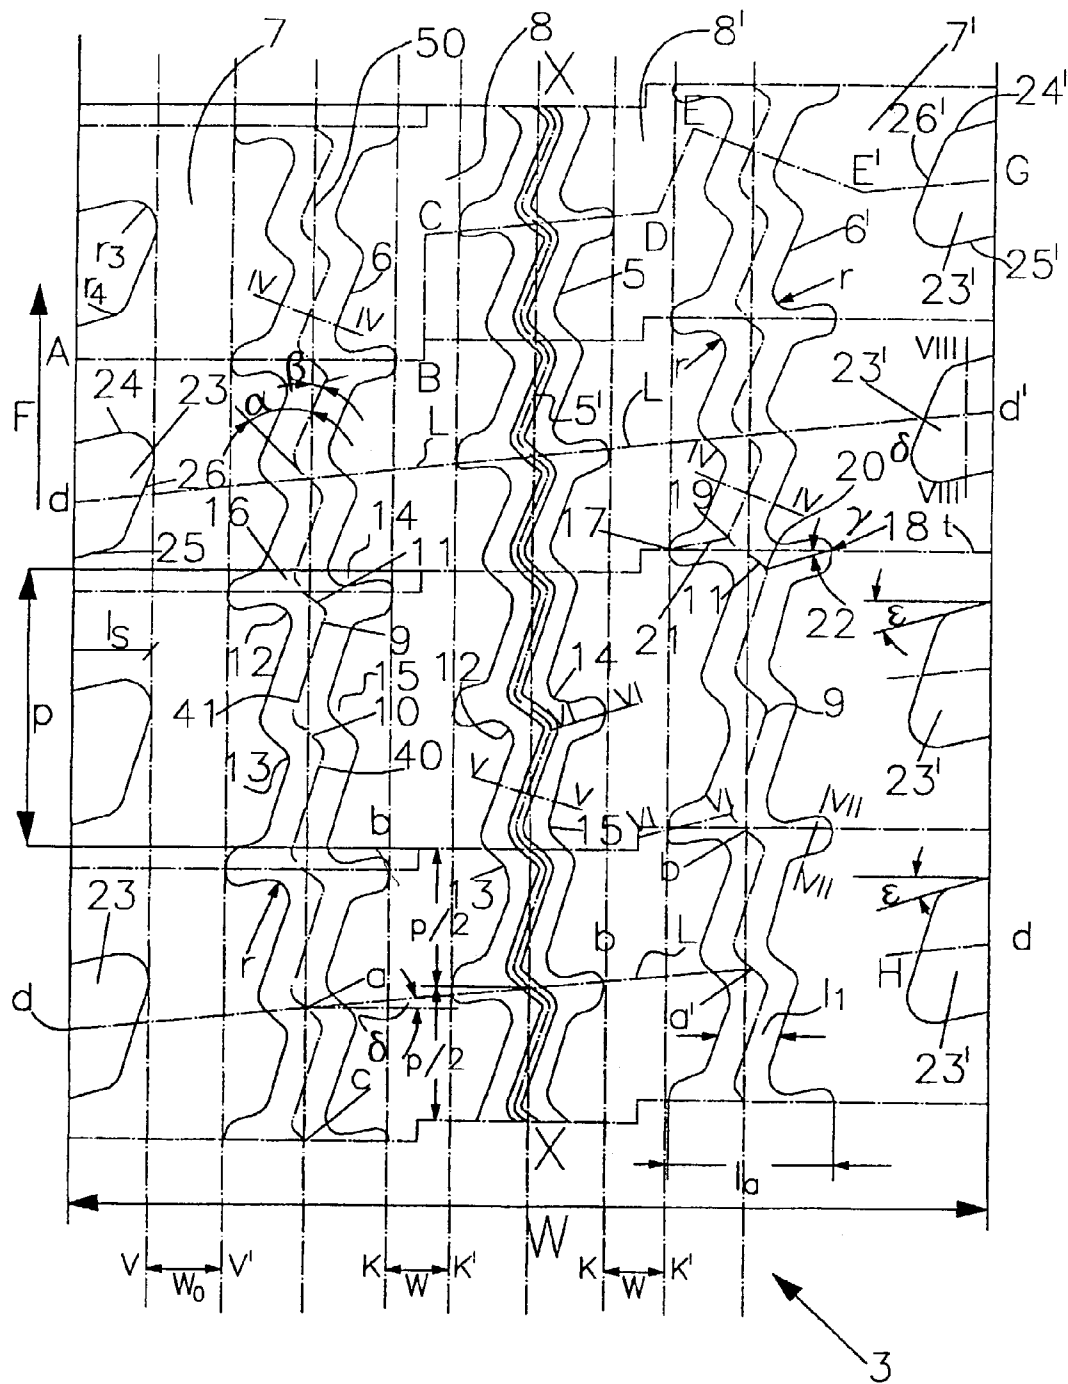 7 50 8 X 8' 7' 24'
26'
E
E' G
C
r3 D 6' 23' 25'
6 5 r
r4 IV IV
A β B r 23' VIII
24 23 5' L d'
F α L
26 20 δ
d IV IV VIII
16 14 19
25 11 17 γ 18 t
11 21 22 ε
lS 12 9 12 14
p 41 15 VI VI 9
10 23'
13 40 V V
b 15 VI VI IVII
23 13 p/2 b IVII ε
r b L H d
d a a' l1
δ p/2 23'
c
X
la
W
V V' K K' K K'
W0 W W
3